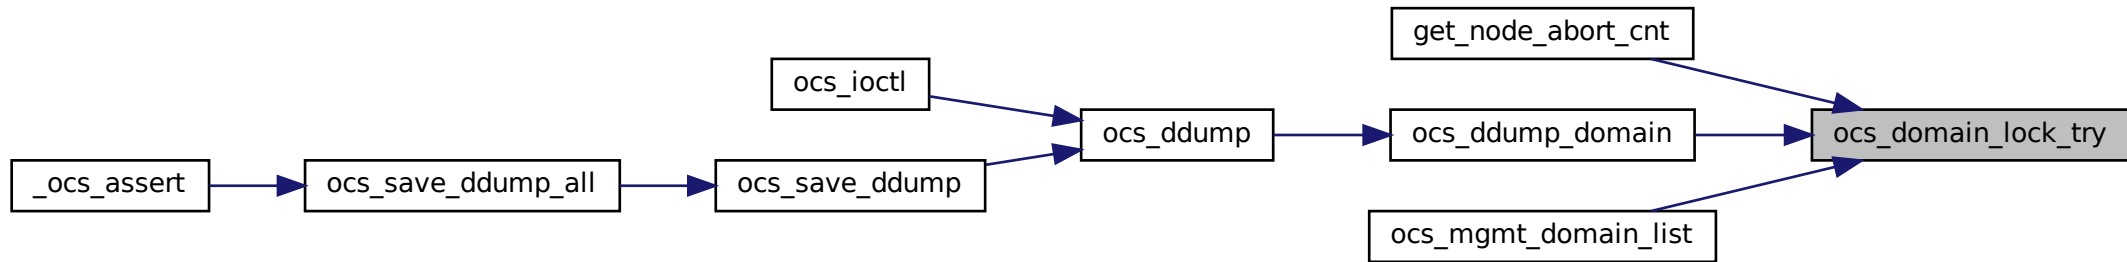 get_node_abort_cnt
ocs_ioctl
ocs_ddump
ocs_ddump_domain
ocs_domain_lock_try
_ocs_assert
ocs_save_ddump_all
ocs_save_ddump
ocs_mgmt_domain_list